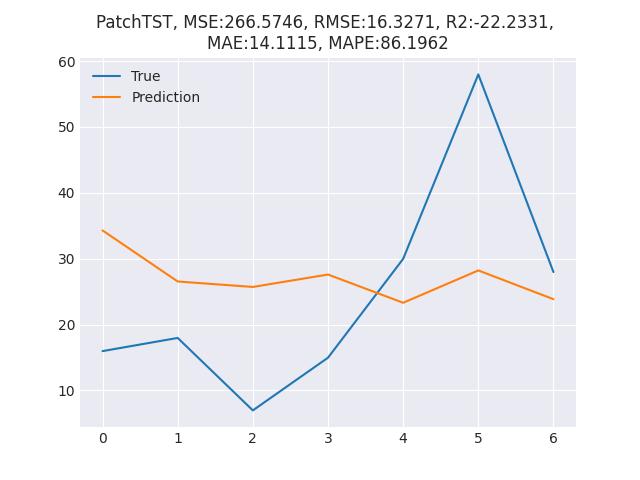 PatchTST, MSE:266.5746, RMSE:16.3271, R2:-22.2331,
MAE:14.1115, MAPE:86.1962
60
True
Prediction
50
40
30
20
10
0 1 2 3 4 5 6